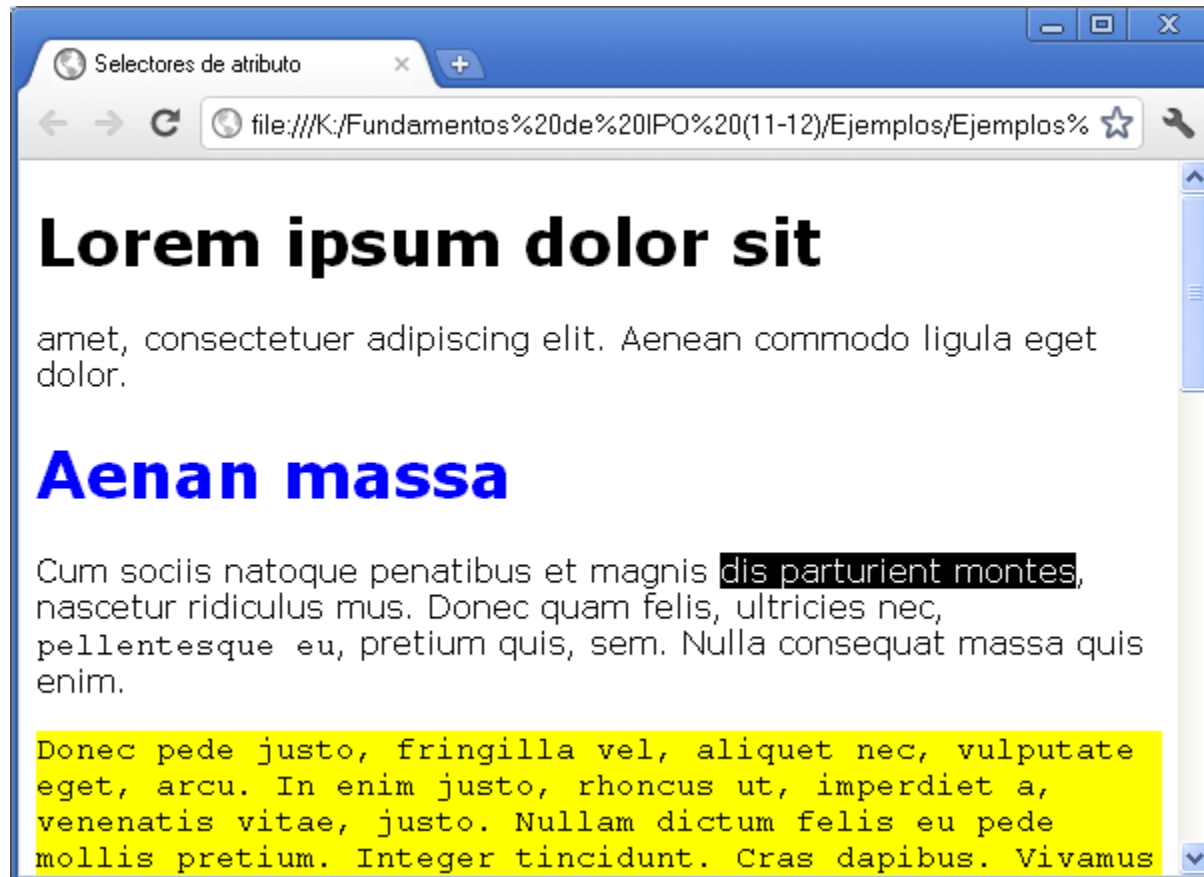 Selectores de atributo
file:///K:/Fundamentos%20de%20IPO%20(11-12)/Ejemplos/Ejemplos%
Lorem ipsum dolor sit
amet, consectetuer adipiscing elit. Aenean commodo ligula eget
dolor.
Aenan massa
Cum sociis natoque penatibus et magnis dis parturient montes,
nascetur ridiculus mus. Donec quam felis, ultricies nec,
pellentesque eu, pretium quis, sem. Nulla consequat massa quis
enim.
Donec pede justo, fringilla vel, aliquet nec, vulputate
eget, arcu. In enim justo, rhoncus ut, imperdiet a,
venenatis vitae, justo. Nullam dictum felis eu pede
mollis pretium. Integer tincidunt. Cras dapibus. Vivamus